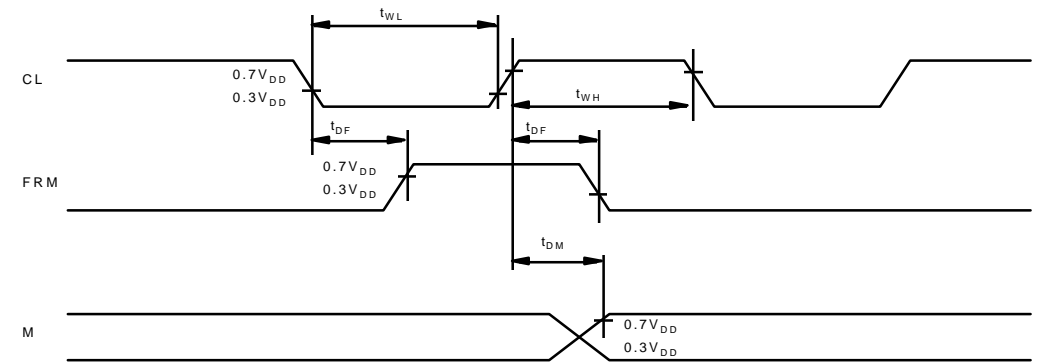 tWL
CL
0.7VDD
0.3VDD
tWH
tDF
tDF
FRM
0.7VDD
0.3VDD
tDM
M
0.7VDD
0.3VDD